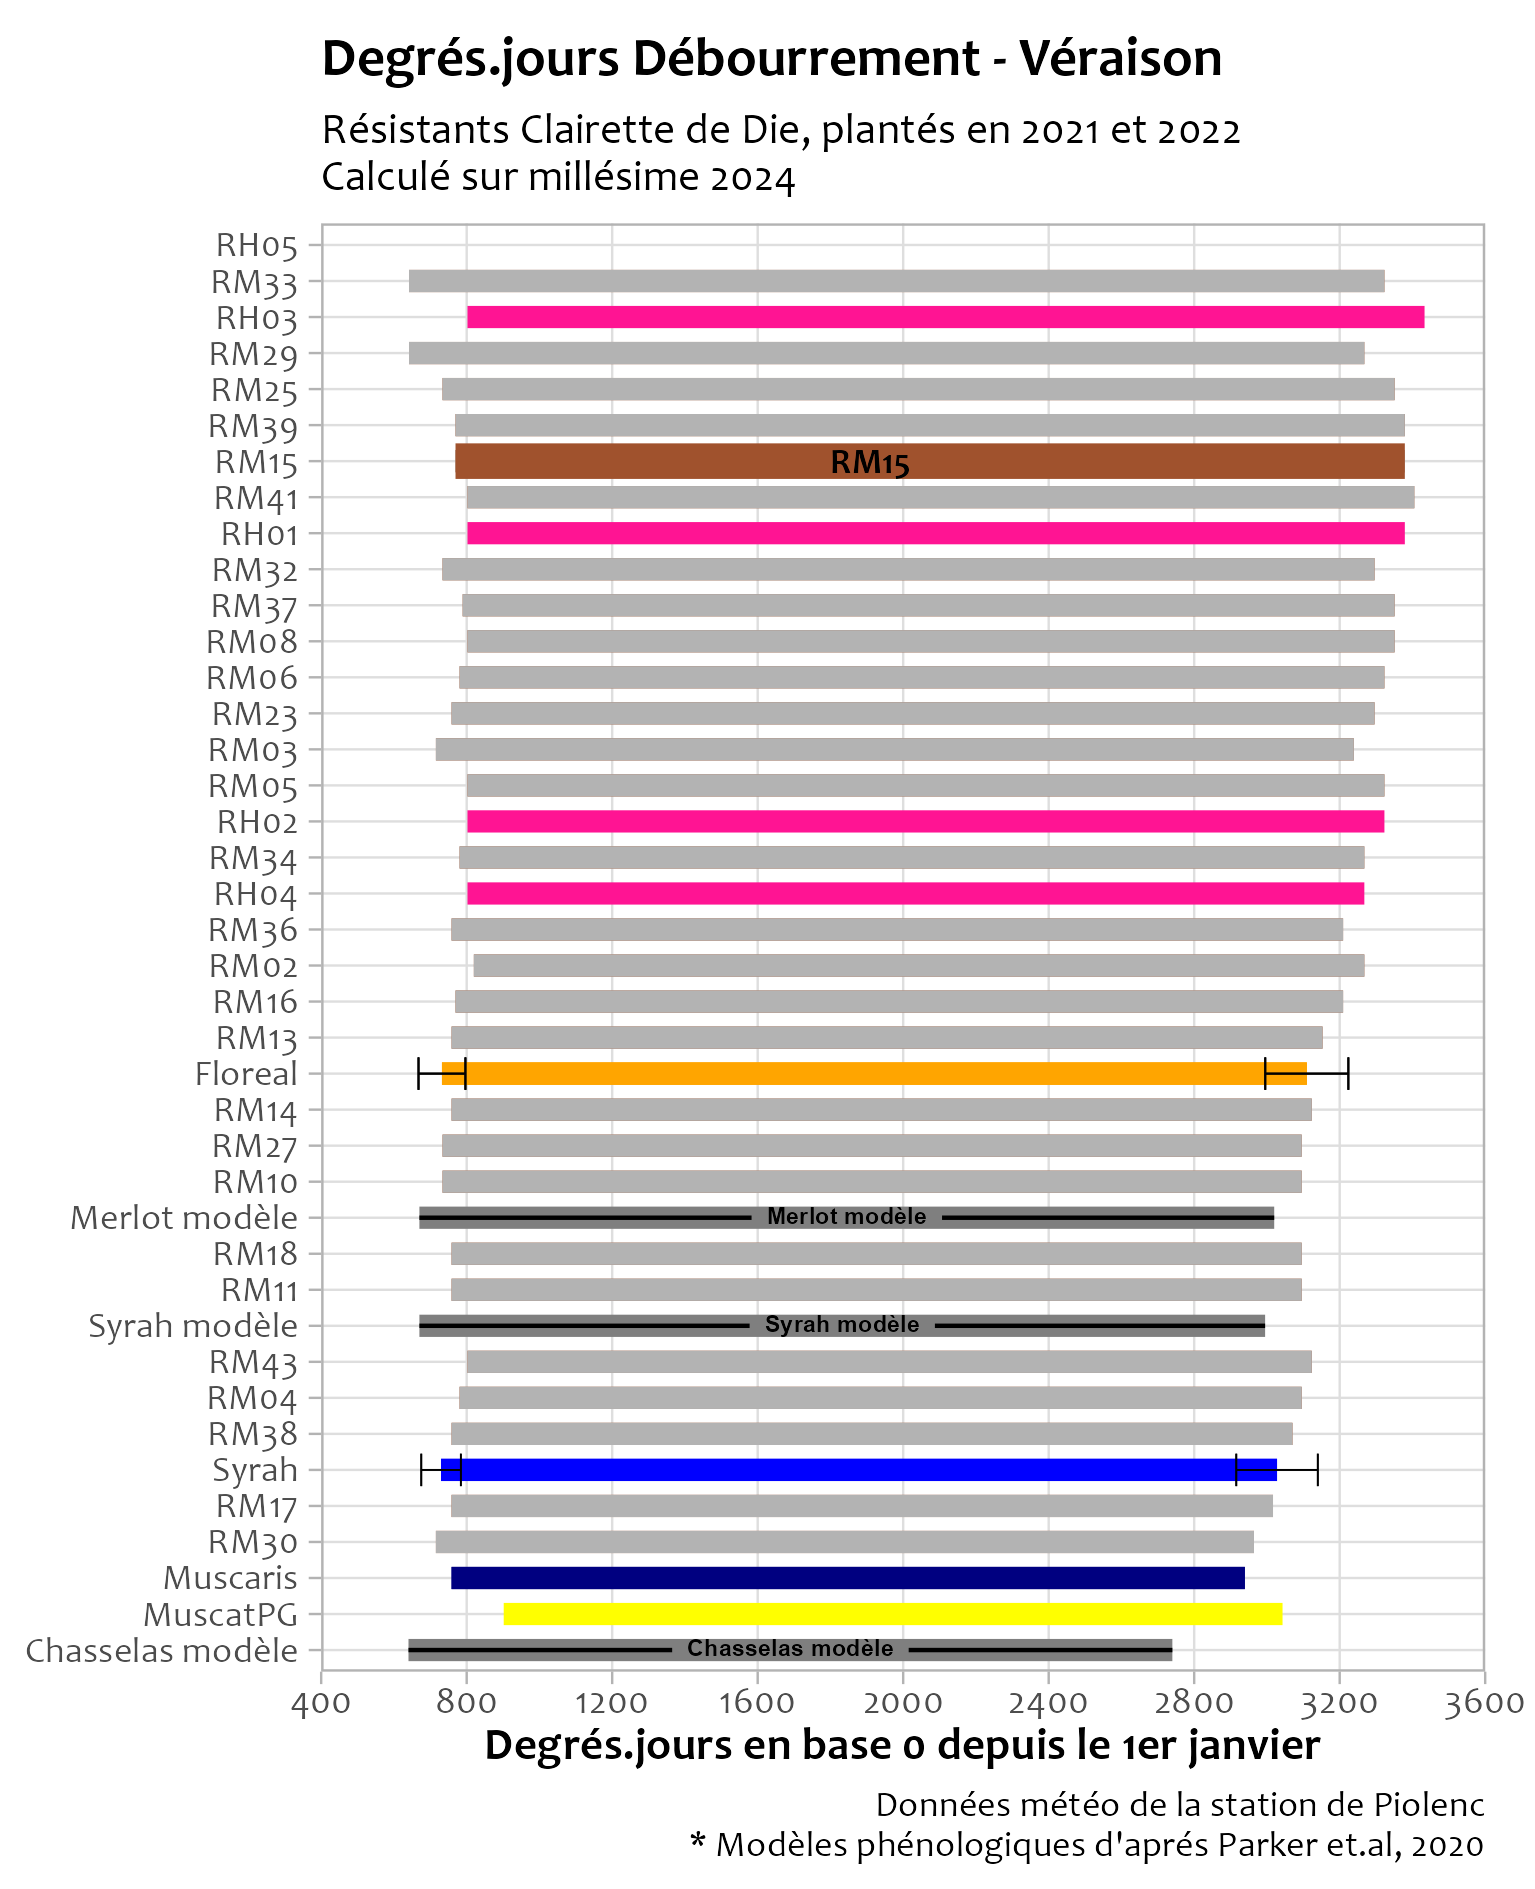 Degrés.jours Débourrement - Véraison
Résistants Clairette de Die, plantés en 2021 et 2022
Calculé sur millésime 2024
RH05
RM33
RH03
RM29
RM25
RM39
RM15
RM15
RM41
RH01
RM32
RM37
RM08
RM06
RM23
RM03
RM05
RH02
RM34
RH04
RM36
RM02
RM16
RM13
Floreal
RM14
RM27
RM10
Merlot modèle
Merlot modèle
RM18
RM11
Syrah modèle
Syrah modèle
RM43
RM04
RM38
Syrah
RM17
RM30
Muscaris
MuscatPG
Chasselas modèle
Chasselas modèle
400 800 1200 1600 2000 2400 2800 3200 3600
Degrés.jours en base 0 depuis le 1er janvier
Données météo de la station de Piolenc
* Modèles phénologiques d'aprés Parker et.al, 2020